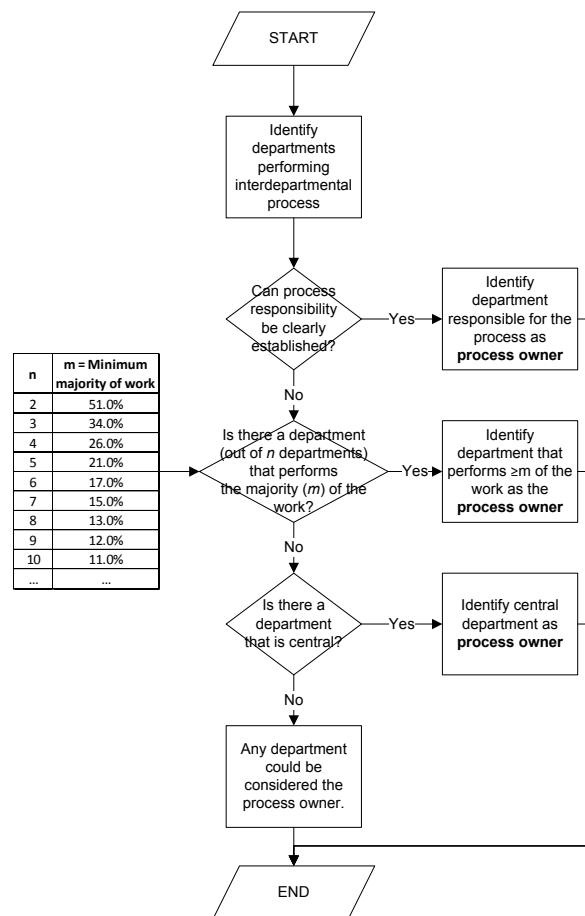 START
Identify
departments
performing
interdepartmental
process
Can process
responsibility
be clearly
established?
Yes
Identify
department
responsible for the
process as
process owner
No
n
m = Minimum
majority of work
2 51.0%
3 34.0%
4 26.0%
5 21.0%
6 17.0%
7 15.0%
8 13.0%
9 12.0%
10 11.0%
... ...
Is there a department
(out of n departments)
that performs
the majority (m) of the
work?
Yes
Identify
department that
performs ≥m of the
work as the
process owner
No
Is there a
department
that is central?
Yes
Identify central
department as
process owner
No
Any department
could be
considered the
process owner.
END